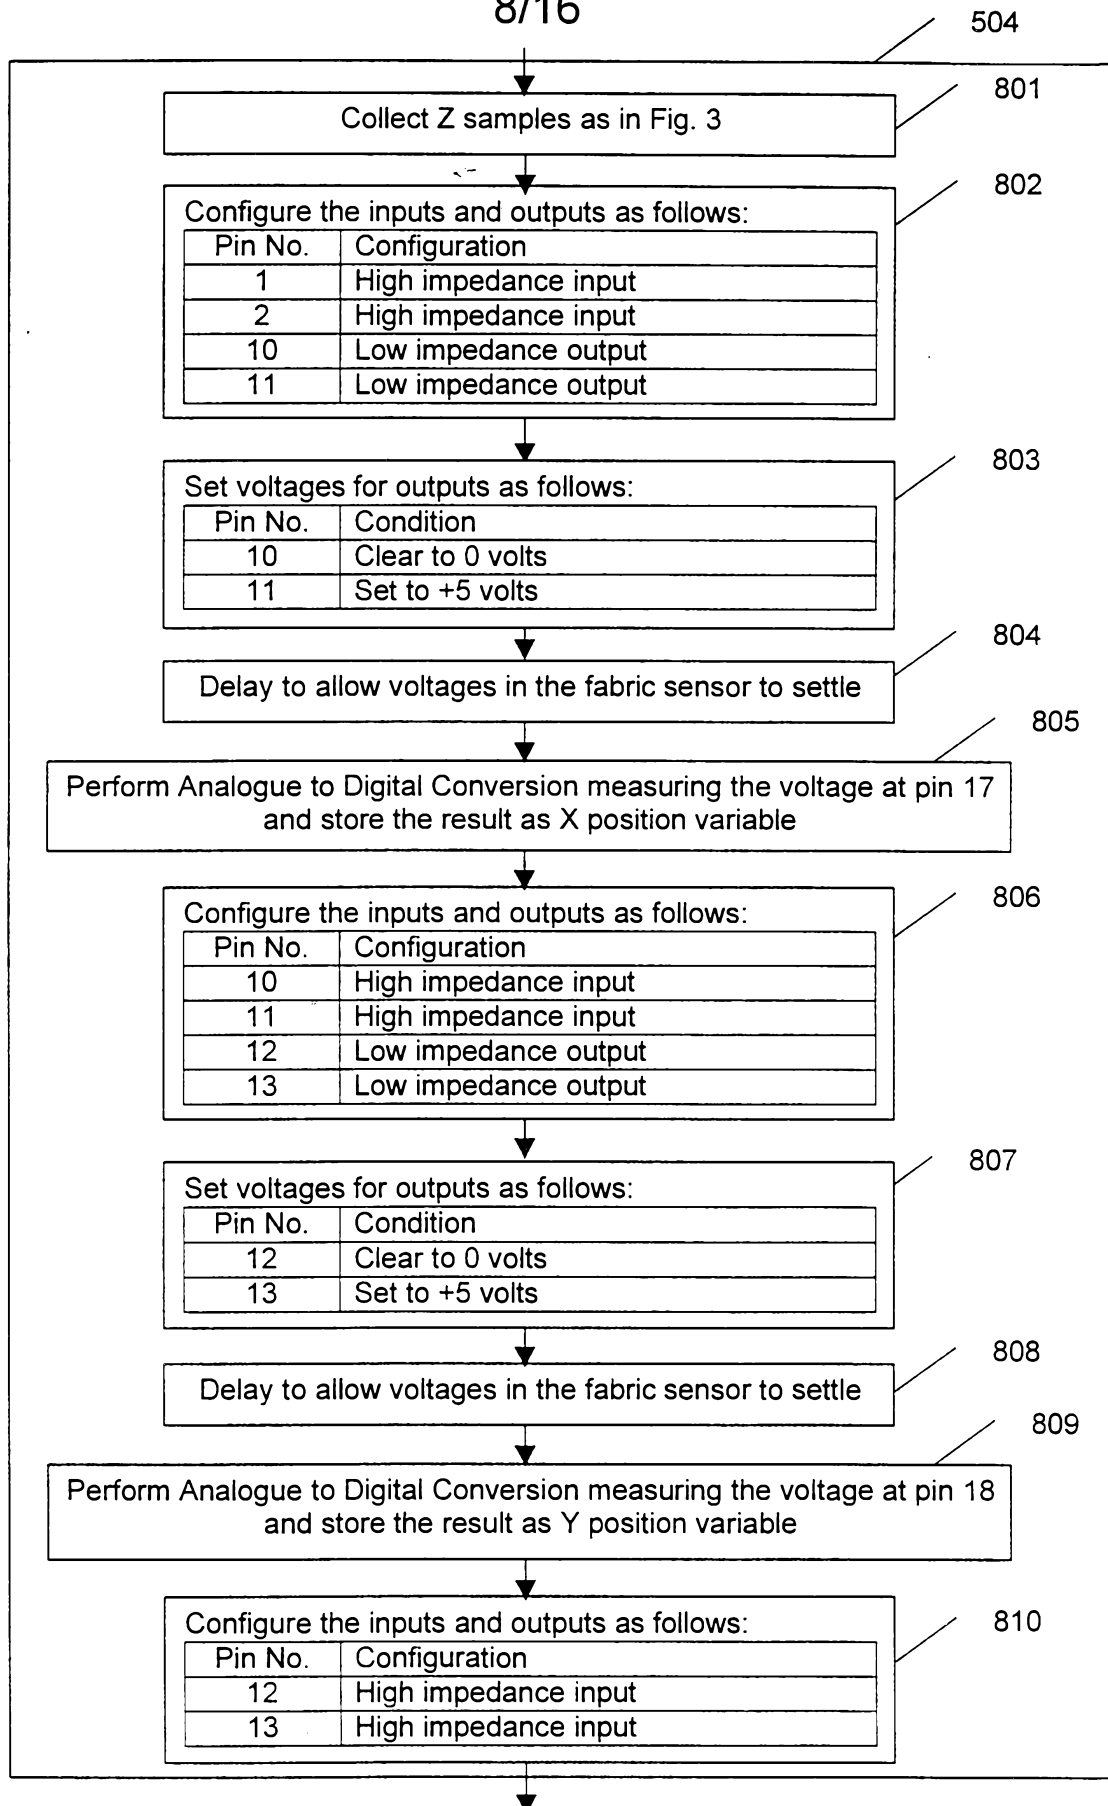 8/16
504
801
Collect Z samples as in Fig. 3
802
Configure the inputs and outputs as follows:
Pin No. Configuration
1 High impedance input
2 High impedance input
10 Low impedance output
11 Low impedance output
803
Set voltages for outputs as follows:
Pin No. Condition
10 Clear to 0 volts
11 Set to +5 volts
804
Delay to allow voltages in the fabric sensor to settle
805
Perform Analogue to Digital Conversion measuring the voltage at pin 17
and store the result as X position variable
806
Configure the inputs and outputs as follows:
Pin No. Configuration
10 High impedance input
11 High impedance input
12 Low impedance output
13 Low impedance output
807
Set voltages for outputs as follows:
Pin No. Condition
12 Clear to 0 volts
13 Set to +5 volts
808
Delay to allow voltages in the fabric sensor to settle
809
Perform Analogue to Digital Conversion measuring the voltage at pin 18
and store the result as Y position variable
810
Configure the inputs and outputs as follows:
Pin No. Configuration
12 High impedance input
13 High impedance input